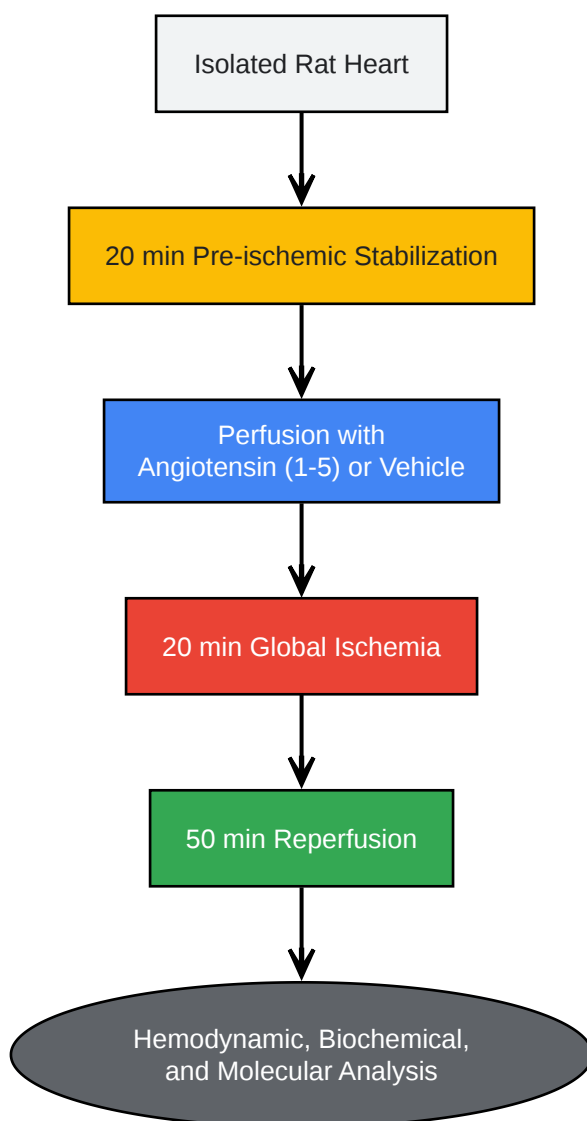 Isolated Rat Heart
20 min Pre-ischemic Stabilization
Perfusion with
Angiotensin (1-5) or Vehicle
20 min Global Ischemia
50 min Reperfusion
Hemodynamic, Biochemical,
and Molecular Analysis